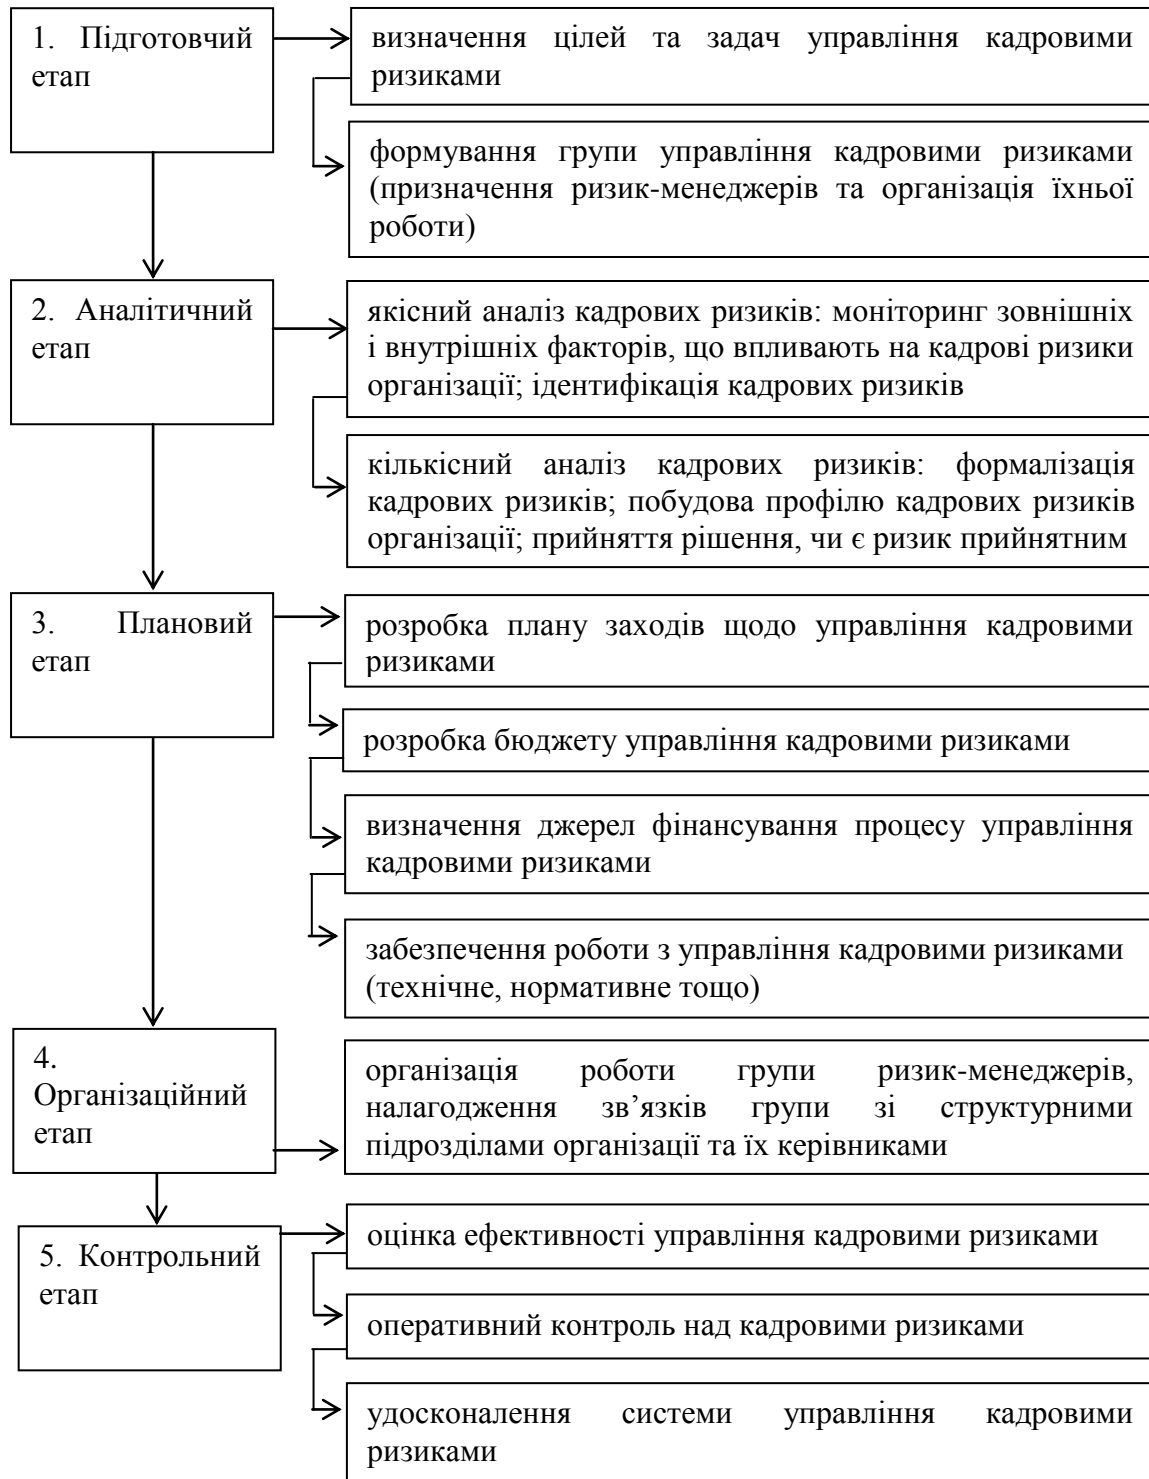 1. Підготовчий
етап
визначення цілей та задач управління кадровими
ризиками
формування групи управління кадровими ризиками
(призначення ризик-менеджерів та організація їхньої
роботи)
2. Аналітичний
етап
якісний аналіз кадрових ризиків: моніторинг зовнішніх
і внутрішніх факторів, що впливають на кадрові ризики
організації; ідентифікація кадрових ризиків
кількісний аналіз кадрових ризиків: формалізація
кадрових ризиків; побудова профілю кадрових ризиків
організації; прийняття рішення, чи є ризик прийнятним
3. Плановий
етап
розробка плану заходів щодо управління кадровими
ризиками
розробка бюджету управління кадровими ризиками
визначення джерел фінансування процесу управління
кадровими ризиками
забезпечення роботи з управління кадровими ризиками
(технічне, нормативне тощо)
4.
Організаційний
етап
організація роботи групи ризик-менеджерів,
налагодження зв’язків групи зі структурними
підрозділами організації та їх керівниками
5. Контрольний
етап
оцінка ефективності управління кадровими ризиками
оперативний контроль над кадровими ризиками
удосконалення системи управління кадровими
ризиками